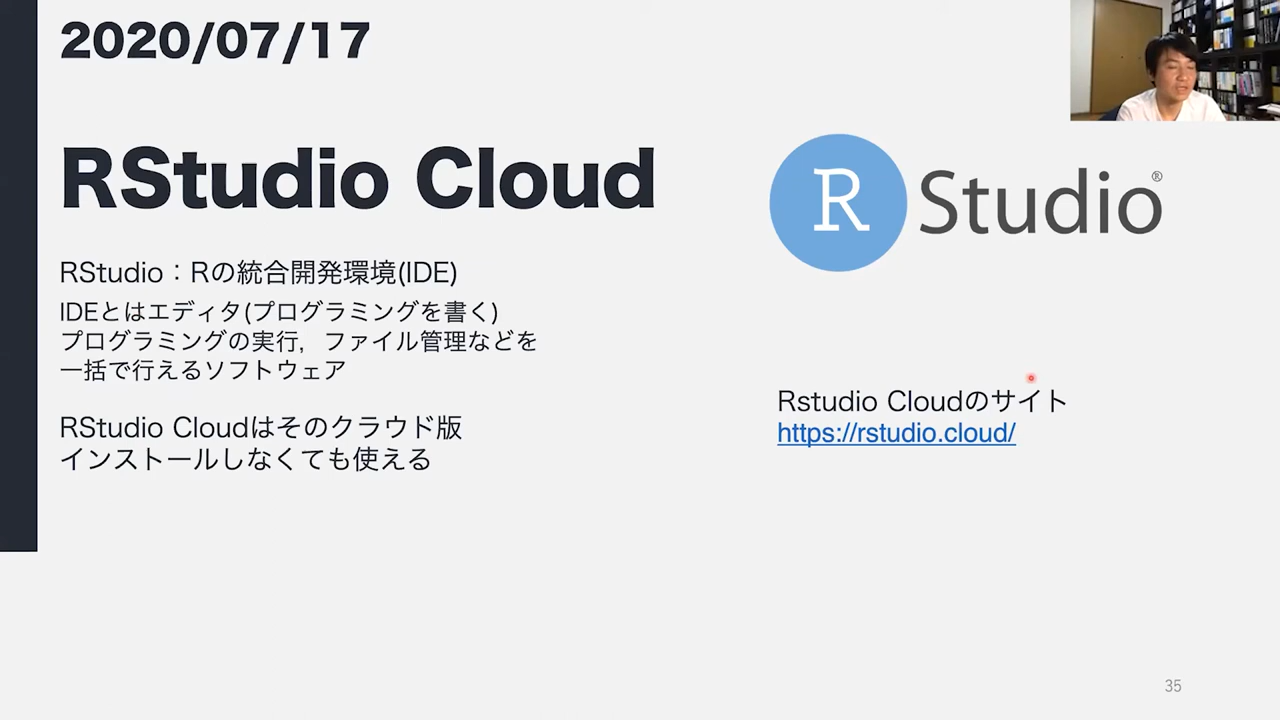 2020/07/17
RStudio Cloud
R Studio®
RStudio：Rの統合開発環境(IDE)
IDEとはエディタ(プログラミングを書く)
プログラミングの実行，ファイル管理などを
一括で行えるソフトウェア
RStudio Cloudはそのクラウド版
インストールしなくても使える
Rstudio Cloudのサイト
https://rstudio.cloud/
35